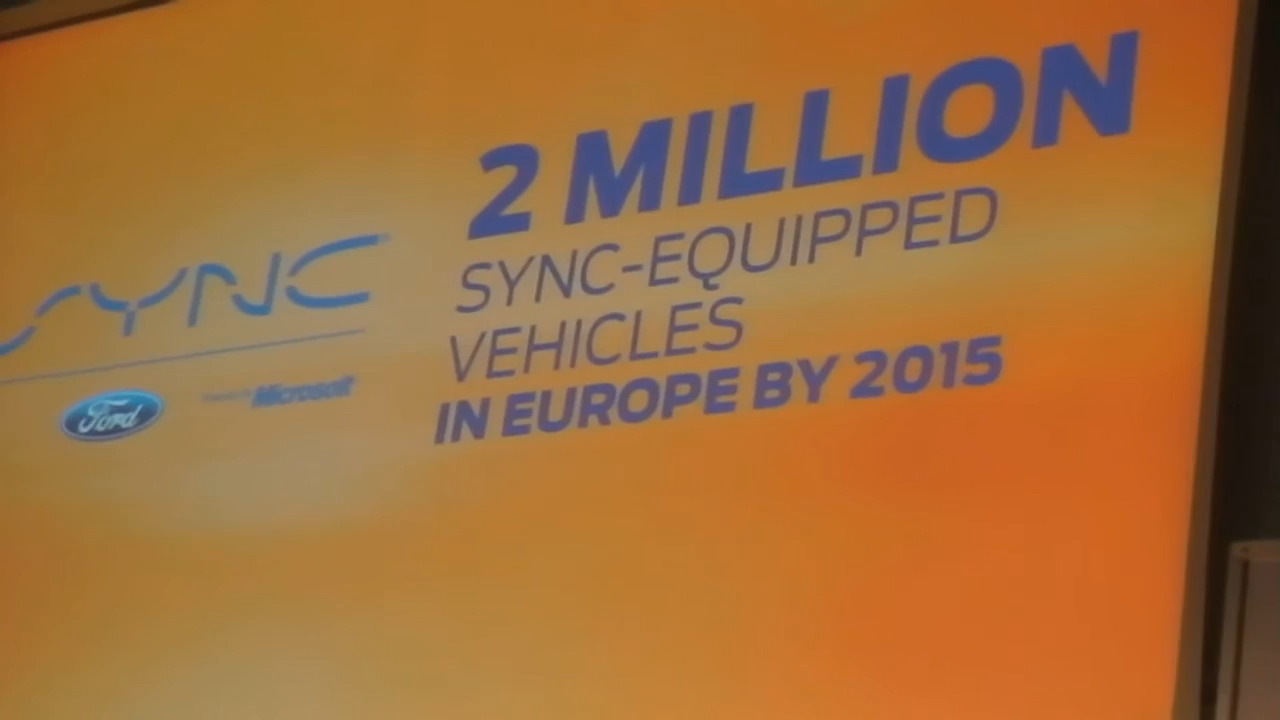 SYNC
Ford
Microsoft
2 MILLION
SYNC-EQUIPPED
VEHICLES
IN EUROPE BY 2015